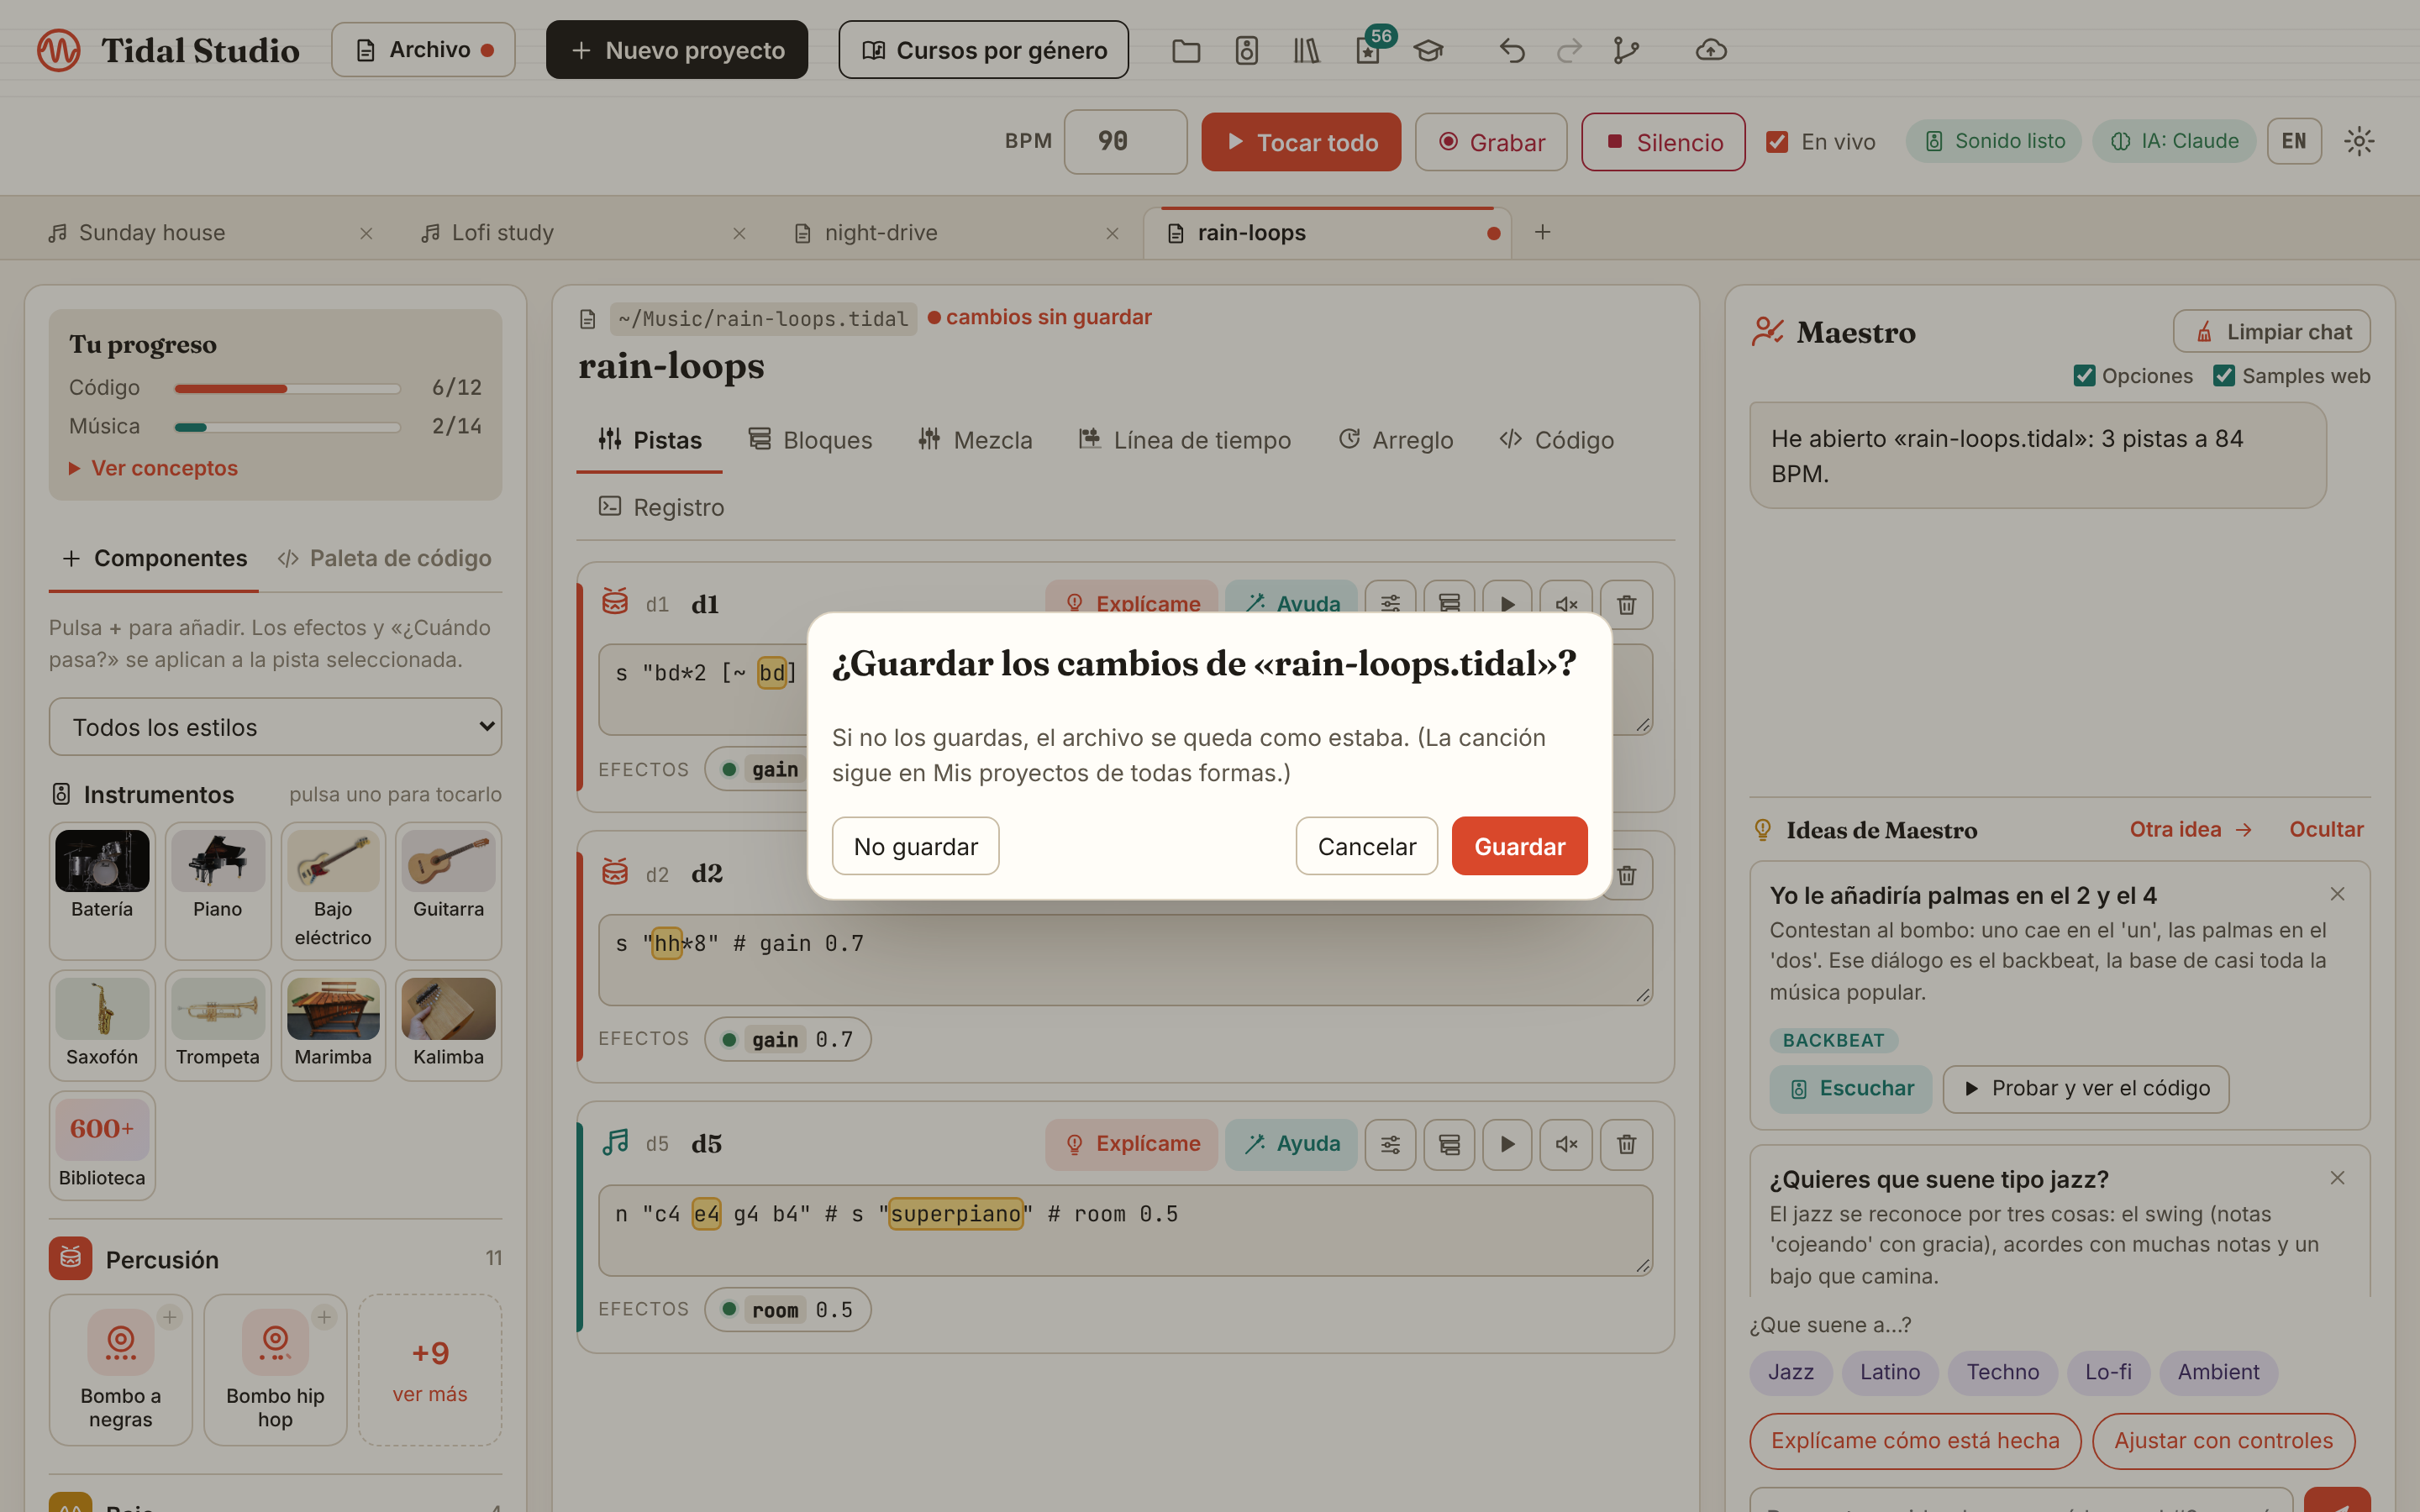 Tidal Studio
Archivo
Nuevo proyecto
Cursos por género
56
BPM
90
Tocar todo
Grabar
Silencio
En vivo
Sonido listo
IA: Claude
EN
Sunday house
Lofi study
night-drive
rain-loops
Tu progreso
Código
6/12
Música
2/14
Ver conceptos
Componentes
Paleta de código
Pulsa + para añadir. Los efectos y «¿Cuándo
pasa?» se aplican a la pista seleccionada.
Todos los estilos
Instrumentos
pulsa uno para tocarlo
Batería
Piano
Bajo
eléctrico
Guitarra
Saxofón
Trompeta
Marimba
Kalimba
600+
Biblioteca
Percusión
11
Bombo a
negras
Bombo hip
hop
+9
ver más
~/Music/rain-loops.tidal
cambios sin guardar
rain-loops
Pistas
Bloques
Mezcla
Línea de tiempo
Arreglo
Código
Registro
d1
d1
Explícame
Ayuda
s "bd*2 [~ bd]
EFECTOS
gain
¿Guardar los cambios de «rain-loops.tidal»?
Si no los guardas, el archivo se queda como estaba. (La canción
sigue en Mis proyectos de todas formas.)
No guardar
Cancelar
Guardar
d2
d2
s "hh*8" # gain 0.7
EFECTOS
gain 0.7
d5
d5
Explícame
Ayuda
n "c4 e4 g4 b4" # s "superpiano" # room 0.5
EFECTOS
room 0.5
Maestro
Limpiar chat
Opciones
Samples web
He abierto «rain-loops.tidal»: 3 pistas a 84
BPM.
Ideas de Maestro
Otra idea →
Ocultar
Yo le añadiría palmas en el 2 y el 4
Contestan al bombo: uno cae en el 'un', las palmas en el
'dos'. Ese diálogo es el backbeat, la base de casi toda la
música popular.
BACKBEAT
Escuchar
Probar y ver el código
¿Quieres que suene tipo jazz?
El jazz se reconoce por tres cosas: el swing (notas
'cojeando' con gracia), acordes con muchas notas y un
bajo que camina.
¿Que suene a...?
Jazz
Latino
Techno
Lo-fi
Ambient
Explícame cómo está hecha
Ajustar con controles